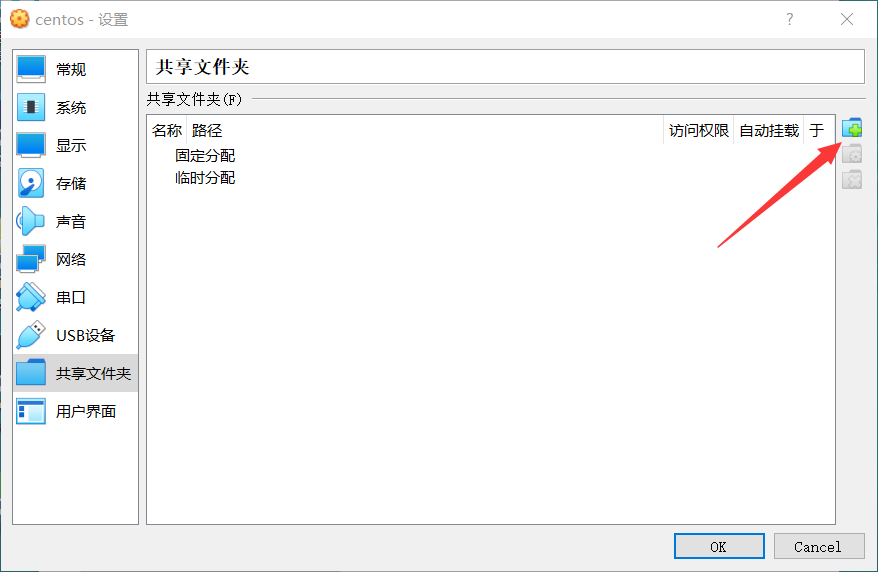 centos - 设置
?
常规
系统
显示
存储
声音
网络
串口
USB设备
共享文件夹
用户界面
共享文件夹
共享文件夹(F)
名称 路径 访问权限 自动挂载 于
固定分配
临时分配
OK Cancel